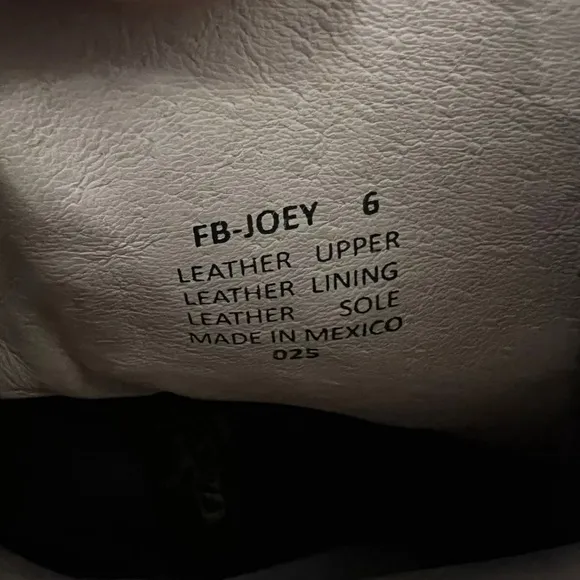 FB-JOEY 6
LEATHER UPPER
LEATHER LINING
LEATHER SOLE
MADE IN MEXICO
025